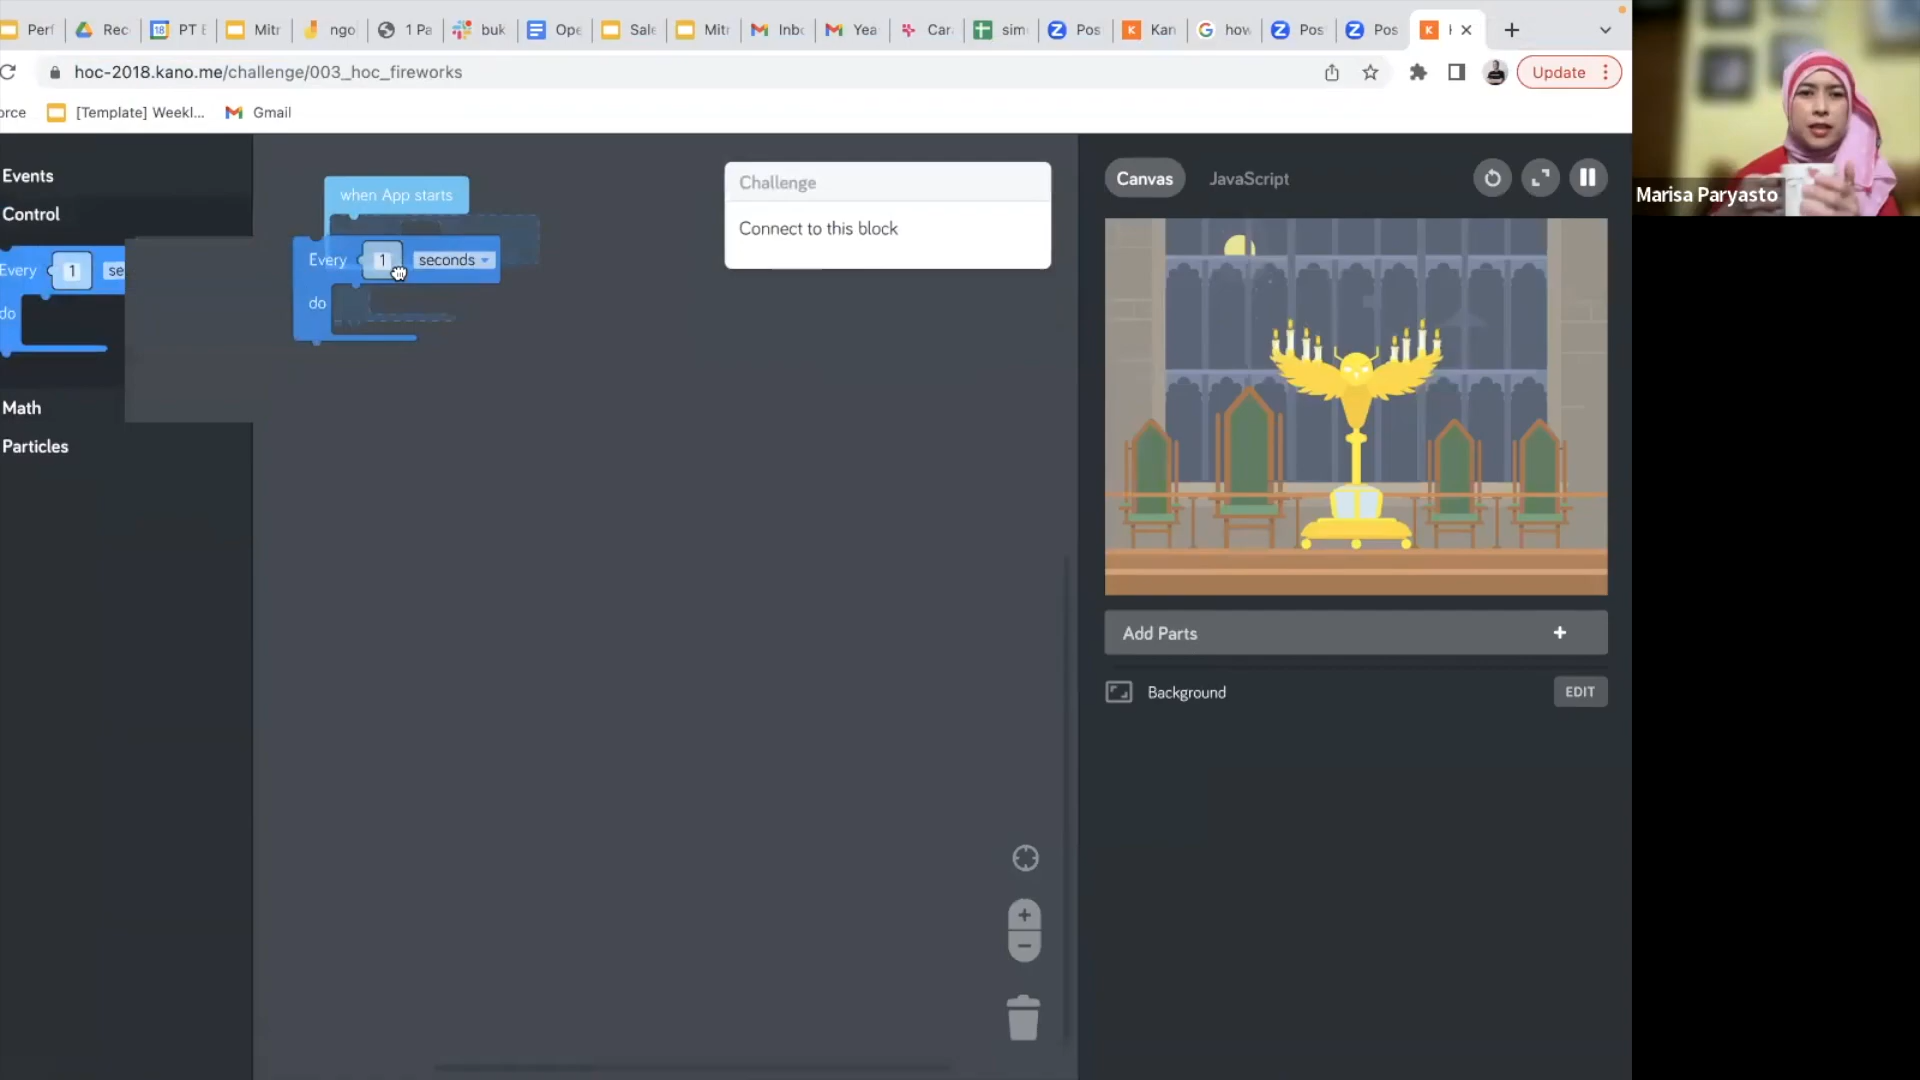 Perf
Rec
PT E
Mitr
ngo
1 Pa
buk
Ope
Sale
Mitr
Inbo
Yea
Car
sim
Pos
Kan
how
Pos
Pos
hoc-2018.kano.me/challenge/003_hoc_fireworks
Update
orce
[Template] Weekl...
Gmail
Events
Control
Every 1 se
do
Math
Particles
when App starts
Every 1 seconds
do
Challenge
Connect to this block
Canvas
JavaScript
Add Parts
Background
EDIT
Marisa Paryasto